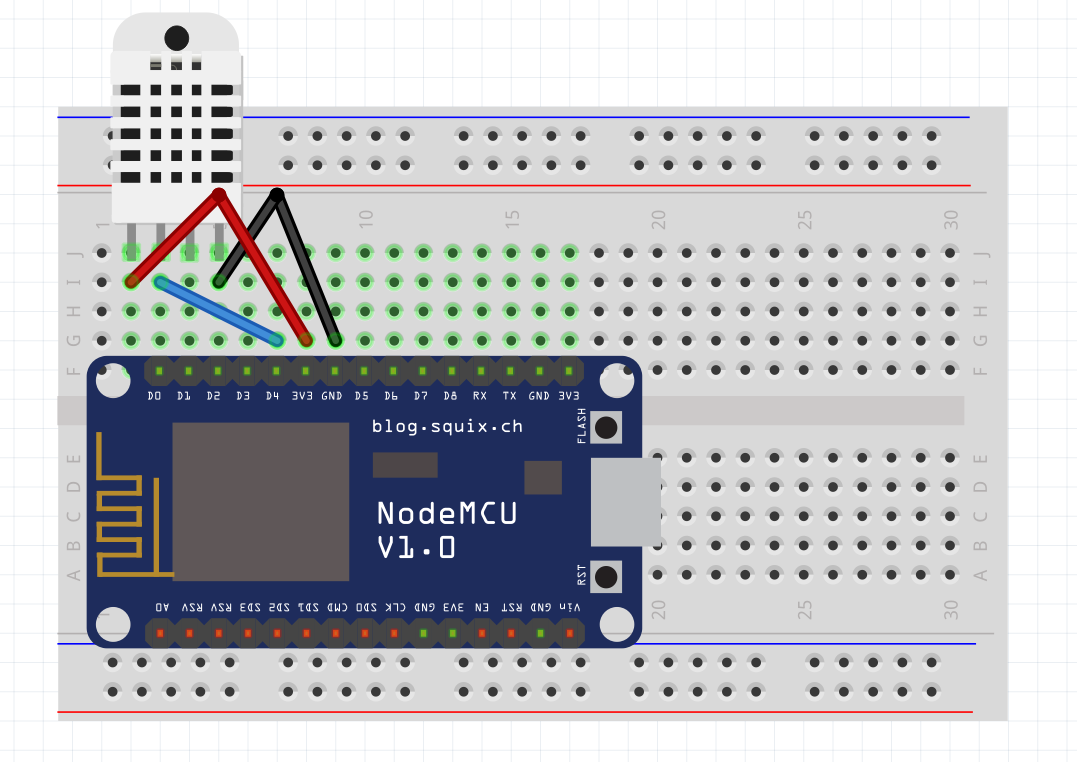 1 10 15 20 25 30
J J
I I
H H
G G
F F
D0 D1 D2 D3 D4 3V3 GND D5 D6 D7 D8 RX TX GND 3V3
blog.squix.ch
FLASH
E E
D D
NodeMCU
C C
V1.0
B B
A A
RST
A0 RSV RSV SD3 SD2 SD1 CMD SD0 CLK GND 3V3 EN RST GND Vin
20 25 30